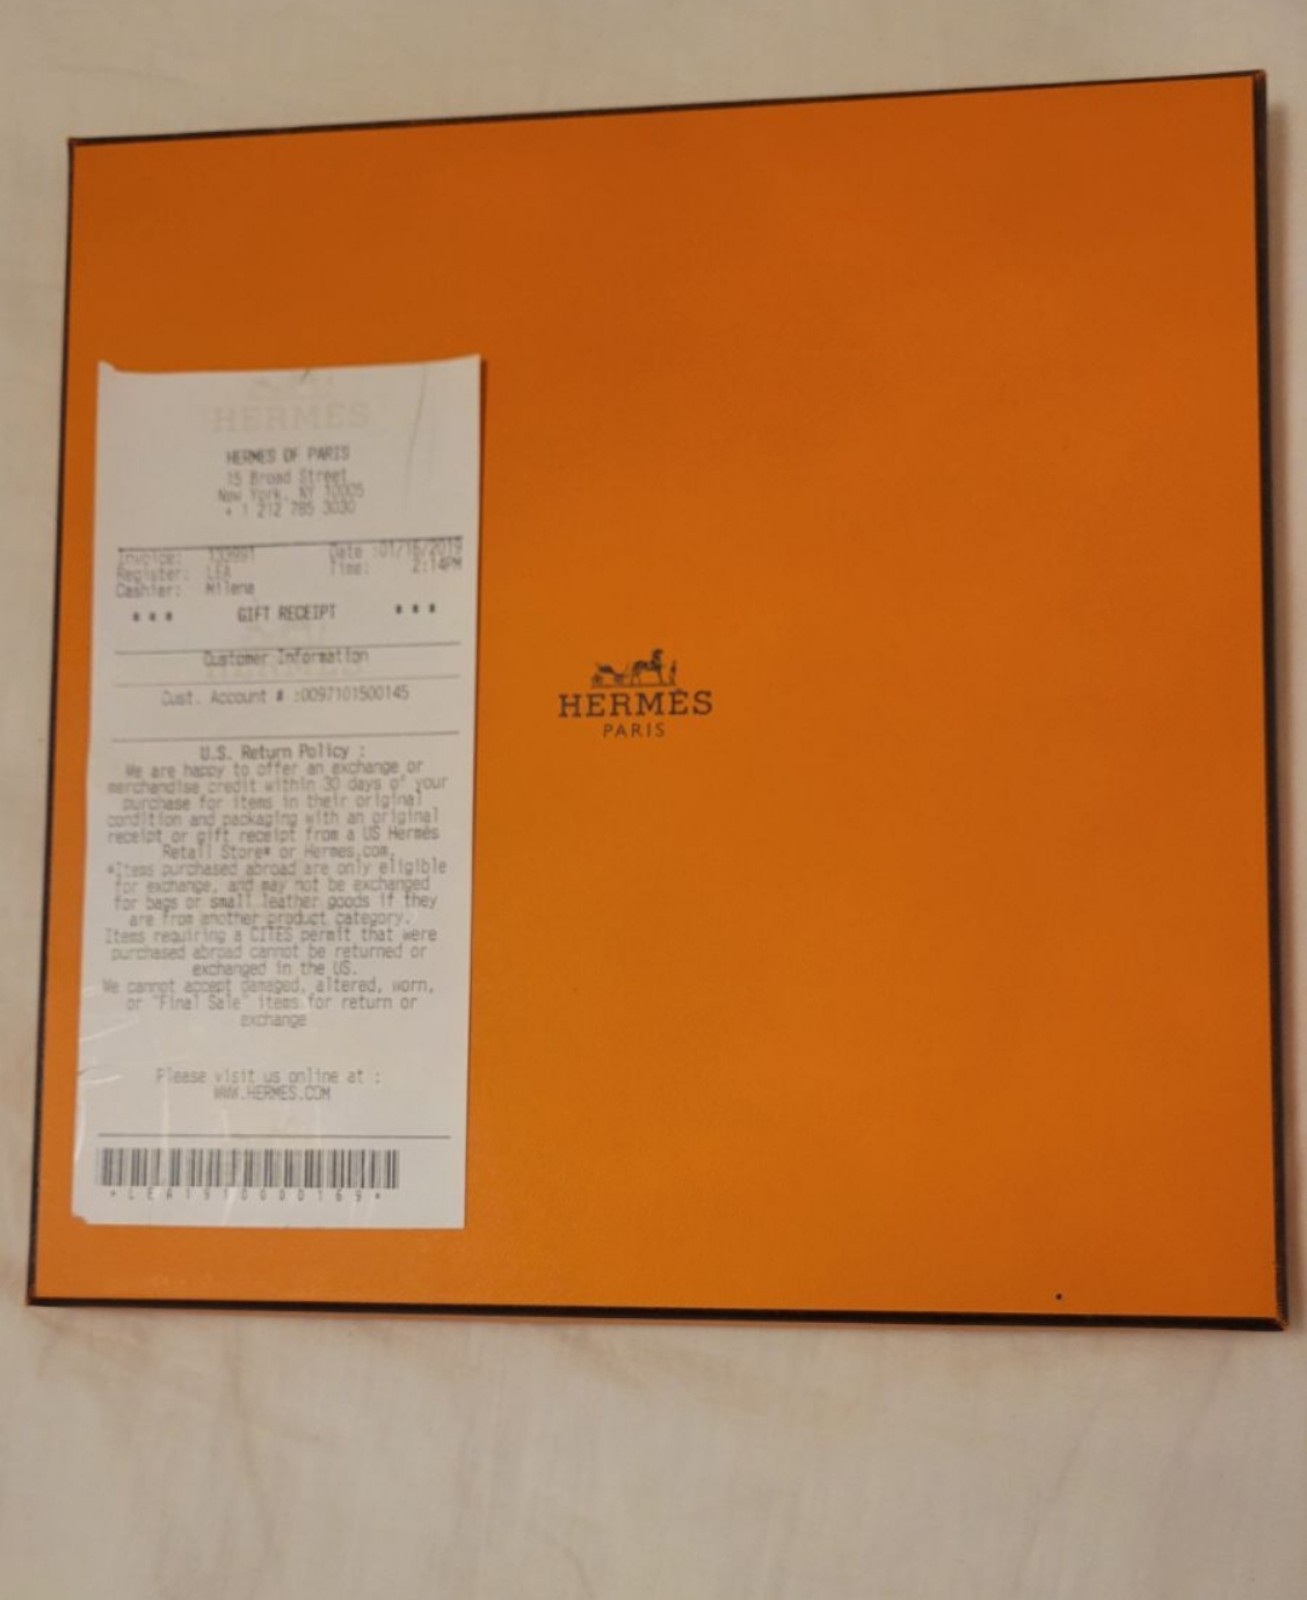 HERMES
HERMES OF PARIS
15 Broad Street
New York, NY 10005
+ 1 212 785 3030
Invoice: 133991 Date :01/16/2019
Register: LEA Time: 2:14PM
Cashier: Milena
* * * GIFT RECEIPT * * *
Customer Information
Cust. Account # :0097101500145
U.S. Return Policy :
We are happy to offer an exchange or
merchandise credit within 30 days of your
purchase for items in their original
condition and packaging with an original
receipt or gift receipt from a US Hermès
Retail Store* or Hermes.com.
*Items purchased abroad are only eligible
for exchange, and may not be exchanged
for bags or small leather goods if they
are from another product category.
Items requiring a CITES permit that were
purchased abroad cannot be returned or
exchanged in the US.
We cannot accept damaged, altered, worn,
or "Final Sale" items for return or
exchange
Please visit us online at :
WWW.HERMES.COM
*LEA1910000169*
HERMÈS
PARIS